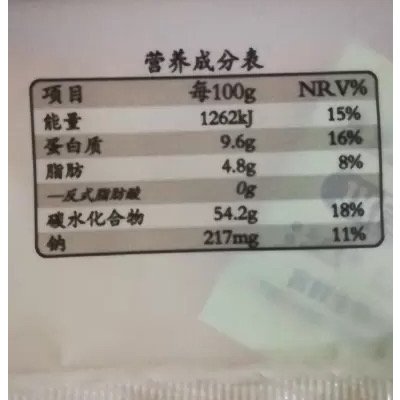 营养成分表
项目 每100g NRV%
能量 1262kJ 15%
蛋白质 9.6g 16%
脂肪 4.8g 8%
—反式脂肪酸 0g
碳水化合物 54.2g 18%
钠 217mg 11%